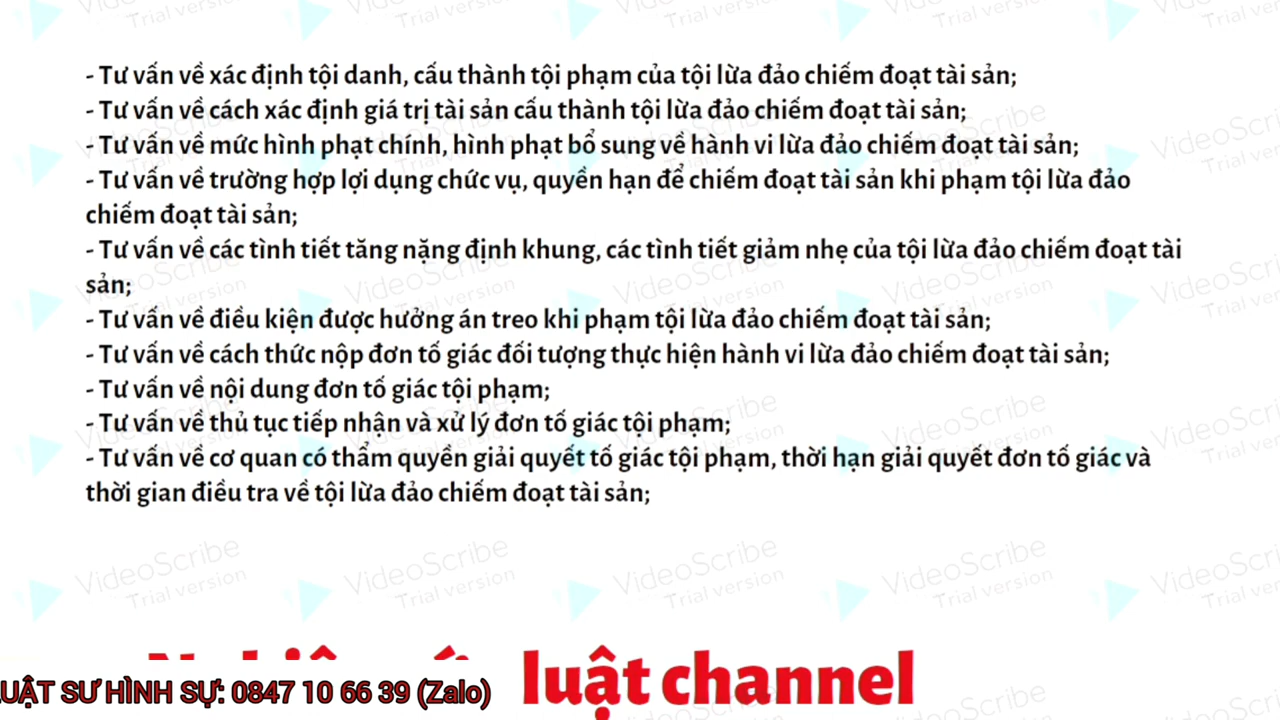 - Tư vấn về xác định tội danh, cấu thành tội phạm của tội lừa đảo chiếm đoạt tài sản;
- Tư vấn về cách xác định giá trị tài sản cấu thành tội lừa đảo chiếm đoạt tài sản;
- Tư vấn về mức hình phạt chính, hình phạt bổ sung về hành vi lừa đảo chiếm đoạt tài sản;
- Tư vấn về trường hợp lợi dụng chức vụ, quyền hạn để chiếm đoạt tài sản khi phạm tội lừa đảo
chiếm đoạt tài sản;
- Tư vấn về các tình tiết tăng nặng định khung, các tình tiết giảm nhẹ của tội lừa đảo chiếm đoạt tài
sản;
- Tư vấn về điều kiện được hưởng án treo khi phạm tội lừa đảo chiếm đoạt tài sản;
- Tư vấn về cách thức nộp đơn tố giác đối tượng thực hiện hành vi lừa đảo chiếm đoạt tài sản;
- Tư vấn về nội dung đơn tố giác tội phạm;
- Tư vấn về thủ tục tiếp nhận và xử lý đơn tố giác tội phạm;
- Tư vấn về cơ quan có thẩm quyền giải quyết tố giác tội phạm, thời hạn giải quyết đơn tố giác và
thời gian điều tra về tội lừa đảo chiếm đoạt tài sản;
luật channel
LUẬT SƯ HÌNH SỰ: 0847 10 66 39 (Zalo)
VideoScribe
Trial version